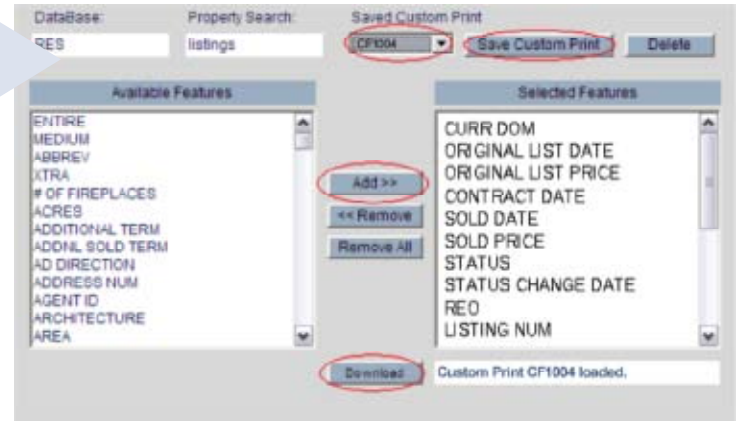 DataBase: Property Search: Saved Custom Print
RES listings CF1004 Save Custom Print Delete
Available Features
ENTIRE
MEDIUM
ABBREV
XTRA
# OF FIREPLACES
ACRES
ADDITIONAL TERM
ADDNL SOLD TERM
AD DIRECTION
ADDRESS NUM
AGENT ID
ARCHITECTURE
AREA
Add >>
<< Remove
Remove All
Selected Features
CURR DOM
ORIGINAL LIST DATE
ORIGINAL LIST PRICE
CONTRACT DATE
SOLD DATE
SOLD PRICE
STATUS
STATUS CHANGE DATE
REO
LISTING NUM
Download Custom Print CF1004 loaded.